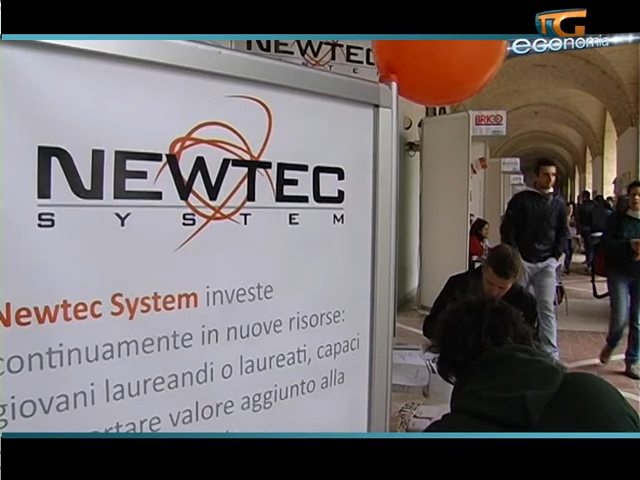 TG
economia
NEWTEC
SYSTEM
BRICO
NEWTEC
SYSTEM
Newtec System investe
continuamente in nuove risorse:
giovani laureandi o laureati, capaci
valore aggiunto alla